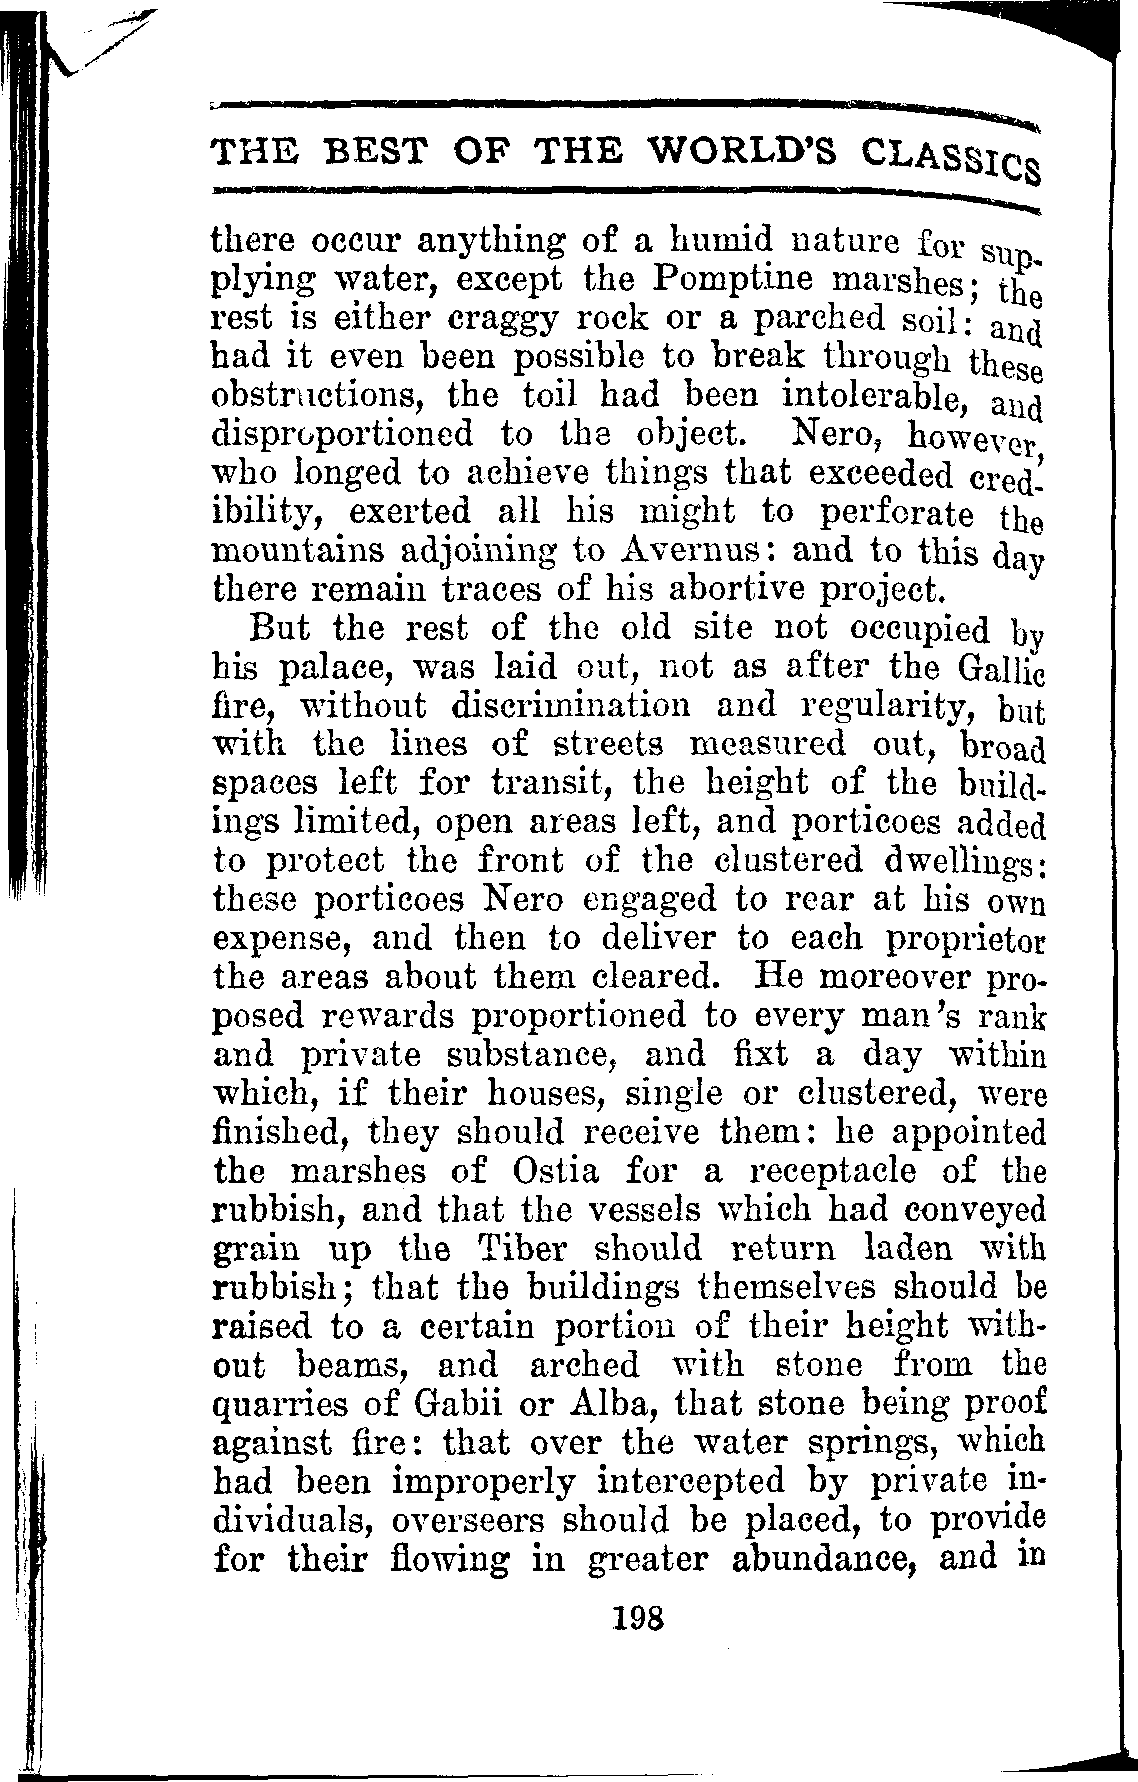 THE BEST OF THE WORLD'S CLASSICS
there occur anything of a humid nature for sup-
plying water, except the Pomptine marshes; the
rest is either craggy rock or a parched soil: and
had it even been possible to break through these
obstructions, the toil had been intolerable, and
disproportioned to the object. Nero, however,
who longed to achieve things that exceeded cred-
ibility, exerted all his might to perforate the
mountains adjoining to Avernus: and to this day
there remain traces of his abortive project.
But the rest of the old site not occupied by
his palace, was laid out, not as after the Gallic
fire, without discrimination and regularity, but
with the lines of streets measured out, broad
spaces left for transit, the height of the build-
ings limited, open areas left, and porticoes added
to protect the front of the clustered dwellings:
these porticoes Nero engaged to rear at his own
expense, and then to deliver to each proprietor
the areas about them cleared. He moreover pro-
posed rewards proportioned to every man's rank
and private substance, and fixt a day within
which, if their houses, single or clustered, were
finished, they should receive them: he appointed
the marshes of Ostia for a receptacle of the
rubbish, and that the vessels which had conveyed
grain up the Tiber should return laden with
rubbish; that the buildings themselves should be
raised to a certain portion of their height with-
out beams, and arched with stone from the
quarries of Gabii or Alba, that stone being proof
against fire: that over the water springs, which
had been improperly intercepted by private in-
dividuals, overseers should be placed, to provide
for their flowing in greater abundance, and in
198